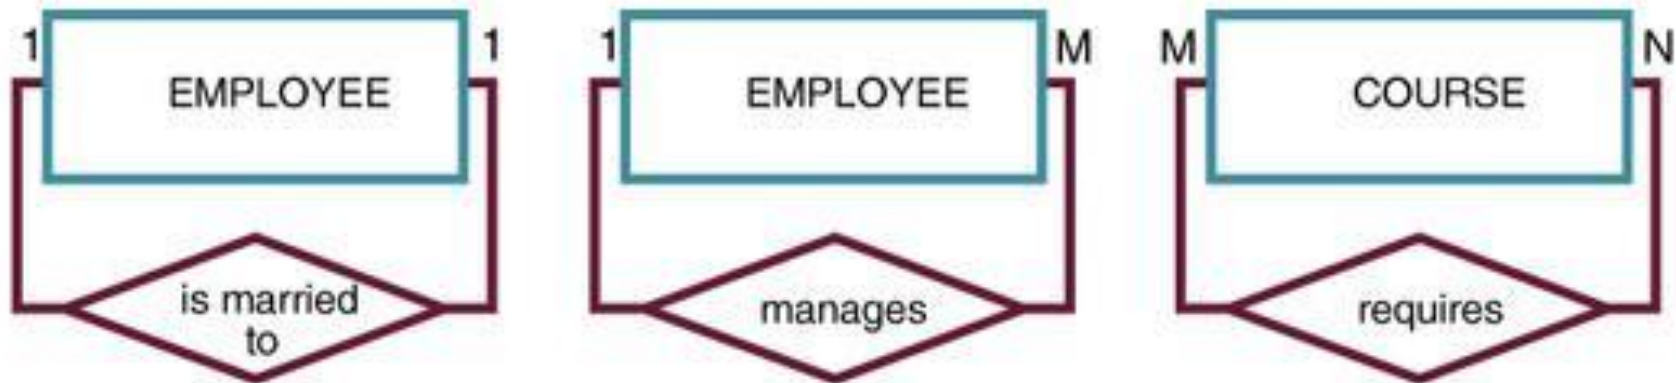 1 EMPLOYEE 1
is married
to
1 EMPLOYEE M
manages
M COURSE N
requires